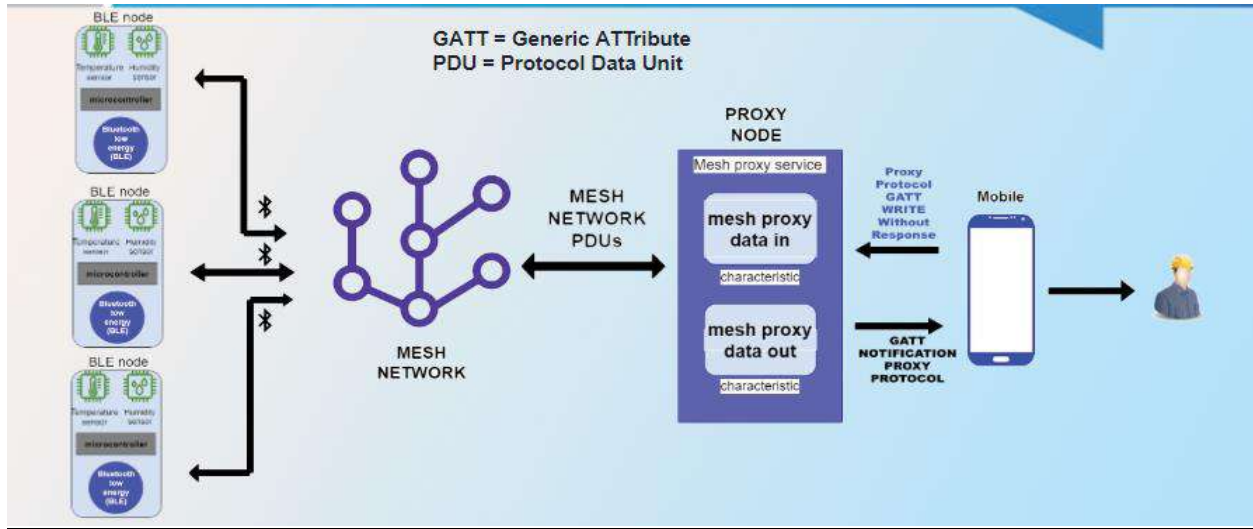 BLE node
Temperature Humidity
sensor sensor
microcontroller
Bluetooth
low
energy
(BLE)
BLE node
Temperature Humidity
sensor sensor
microcontroller
Bluetooth
low
energy
(BLE)
BLE node
Temperature Humidity
sensor sensor
microcontroller
Bluetooth
low
energy
(BLE)
GATT = Generic ATTribute
PDU = Protocol Data Unit
MESH
NETWORK
MESH
NETWORK
PDUs
PROXY
NODE
Mesh proxy service
mesh proxy
data in
characteristic
mesh proxy
data out
characteristic
Proxy
Protocol
GATT
WRITE
Without
Response
GATT
NOTIFICATION
PROXY
PROTOCOL
Mobile